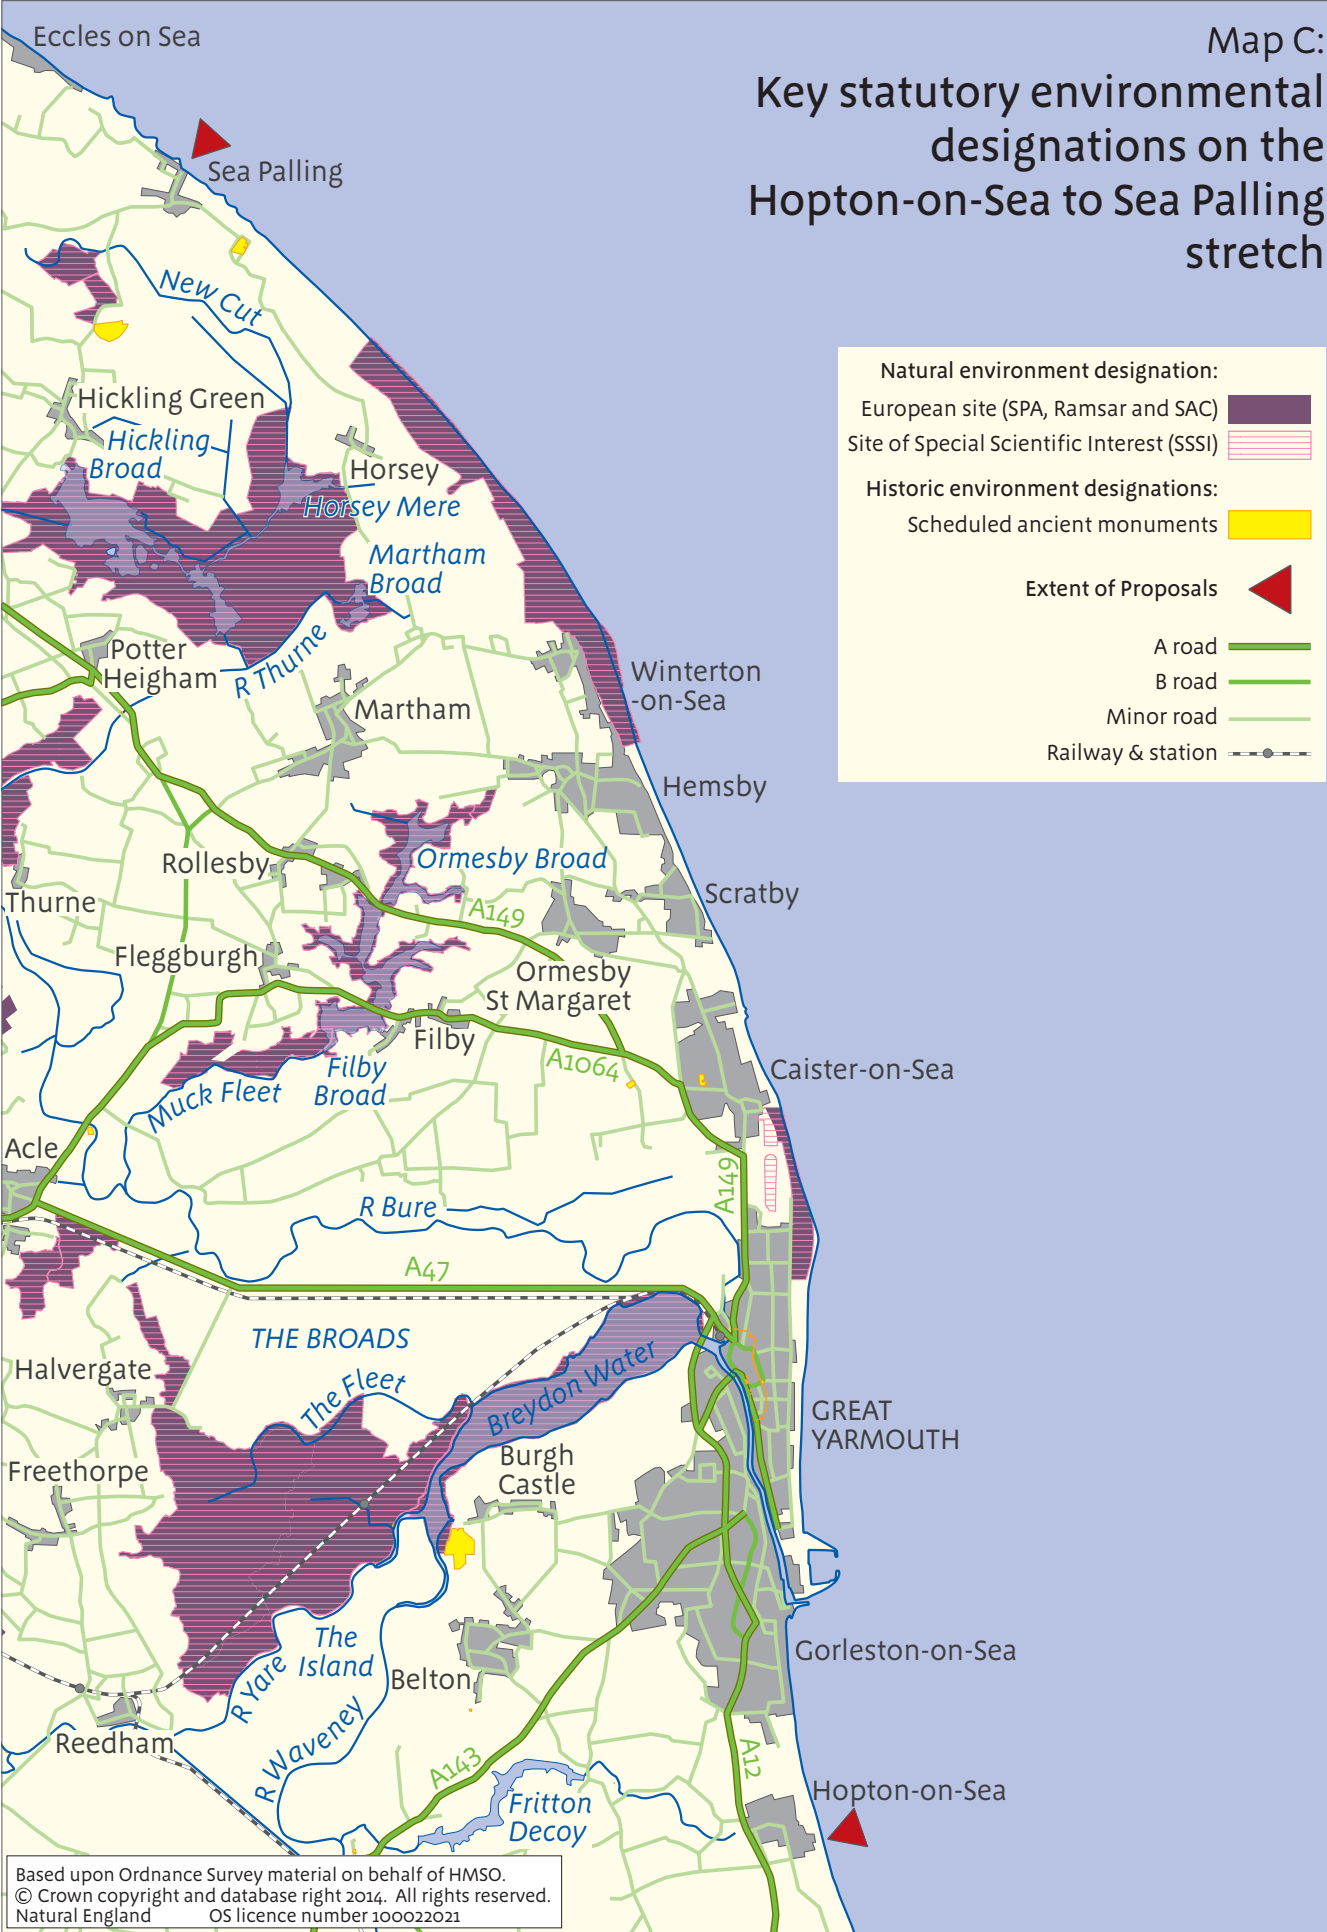 Map C:
Key statutory environmental
designations on the
Hopton-on-Sea to Sea Palling
stretch
Natural environment designation:
European site (SPA, Ramsar and SAC)
Site of Special Scientific Interest (SSSI)
Historic environment designations:
Scheduled ancient monuments
Extent of Proposals
A road
B road
Minor road
Railway & station
Eccles on Sea
Sea Palling
New Cut
Hickling Green
Hickling
Broad
Horsey
Horsey Mere
Martham
Broad
Potter
Heigham
R Thurne
Winterton
-on-Sea
Martham
Hemsby
Rollesby
Ormesby Broad
Scratby
Thurne
A149
Fleggburgh
Ormesby
St Margaret
Filby
A1064
Filby
Broad
Caister-on-Sea
Muck Fleet
Acle
A149
R Bure
A47
THE BROADS
Halvergate
The Fleet
Breydon Water
GREAT
YARMOUTH
Burgh
Castle
Freethorpe
The
Island
Gorleston-on-Sea
R Yare
Belton
R Waveney
Reedham
A143
A12
Hopton-on-Sea
Fritton
Decoy
Based upon Ordnance Survey material on behalf of HMSO.
© Crown copyright and database right 2014. All rights reserved.
Natural England OS licence number 100022021